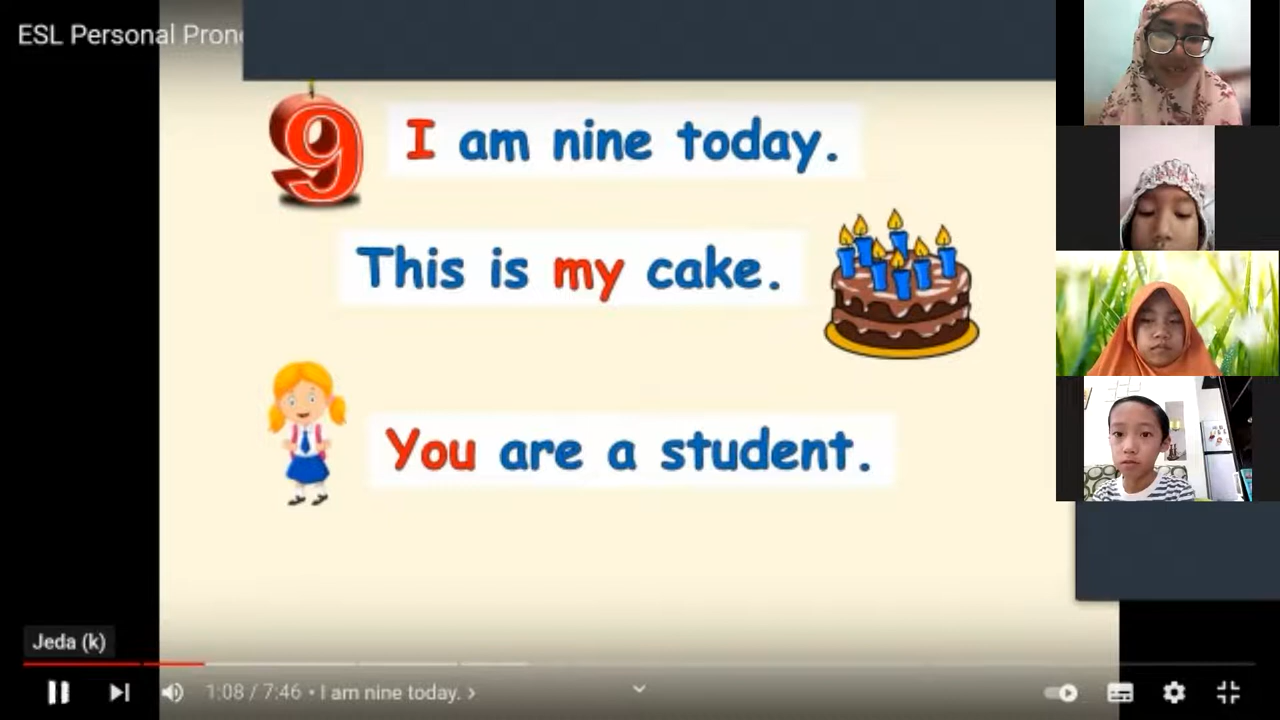 ESL Personal Pron
9
I am nine today.
This is my cake.
You are a student.
Jeda (k)
1:08 / 7:46 • I am nine today. ›